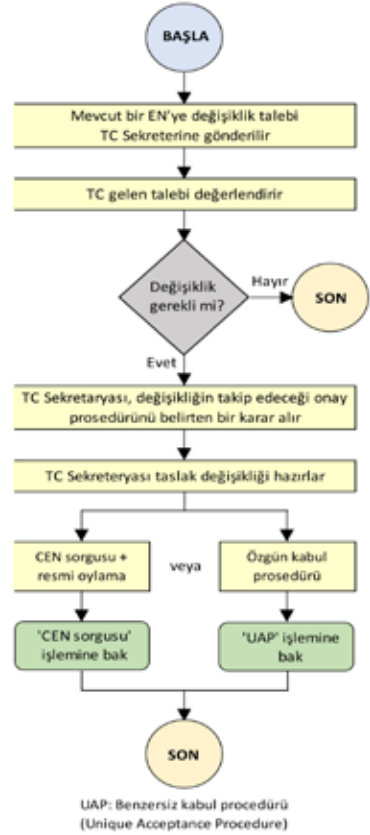 BAŞLA
Mevcut bir EN'ye değişiklik talebi
TC Sekreterine gönderilir
TC gelen talebi değerlendirir
Değişiklik
gerekli mi?
Hayır
SON
Evet
TC Sekretaryası, değişikliğin takip edeceği onay
prosedürünü belirten bir karar alır
TC Sekreteryası taslak değişikliği hazırlar
CEN sorgusu +
resmi oylama
veya
Özgün kabul
prosedürü
'CEN sorgusu'
işlemine bak
'UAP' işlemine
bak
SON
UAP: Benzersiz kabul procedürü
(Unique Acceptance Procedure)